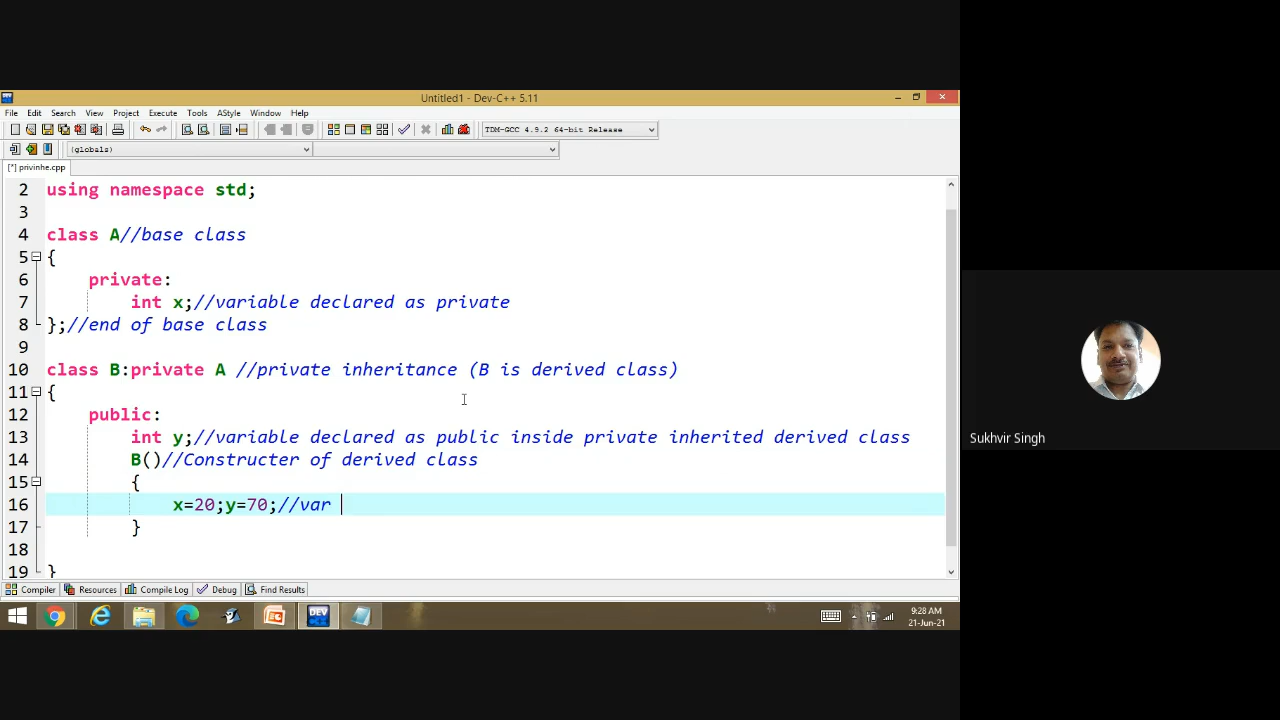 Untitled1 - Dev-C++ 5.11
File Edit Search View Project Execute Tools AStyle Window Help
TDM-GCC 4.9.2 64-bit Release
(globals)
[*] privinhe.cpp
2 using namespace std;
3
4 class A//base class
5 {
6 private:
7 int x;//variable declared as private
8 };//end of base class
9
10 class B:private A //private inheritance (B is derived class)
11 {
12 public:
13 int y;//variable declared as public inside private inherited derived class
14 B()//Constructer of derived class
15 {
16 x=20;y=70;//var
17 }
18
19 }
Compiler Resources Compile Log Debug Find Results
DEV
9:28 AM
21-Jun-21
Sukhvir Singh